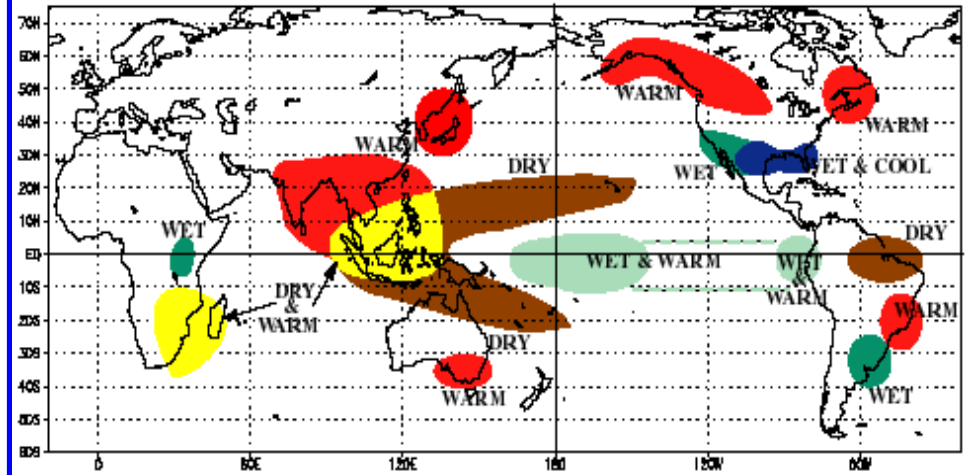 70N
60N
50N
40N
30N
20N
10N
EQ
10S
20S
30S
40S
50S
60S
WARM
WARM
WARM
DRY
WET
WET & COOL
WET
DRY
WET & WARM
WET
&
WARM
DRY
&
WARM
WARM
DRY
WARM
WET
0
60E
120E
180
120W
60W